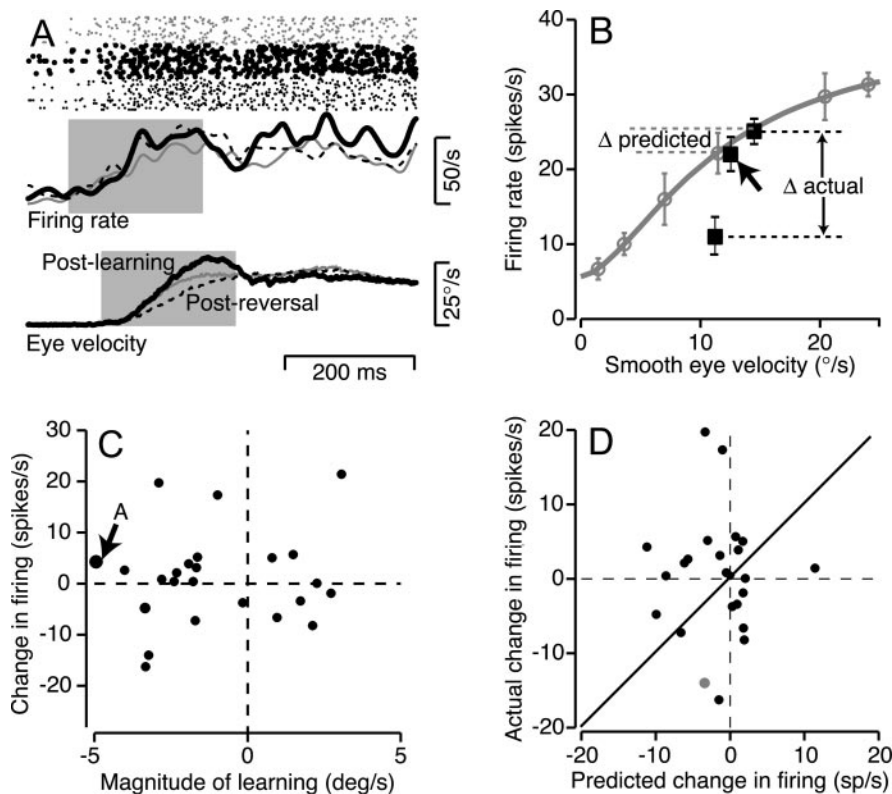 A
Firing rate
50/s
Post-learning
Post-reversal
Eye velocity
25°/s
200 ms
B
Firing rate (spikes/s)
40
30
20
10
0
Δ predicted
Δ actual
0
10
20
Smooth eye velocity (°/s)
C
Change in firing (spikes/s)
30
20
10
0
-10
-20
A
-5
0
5
Magnitude of learning (deg/s)
D
Actual change in firing (spikes/s)
20
10
0
-10
-20
-20
-10
0
10
20
Predicted change in firing (sp/s)